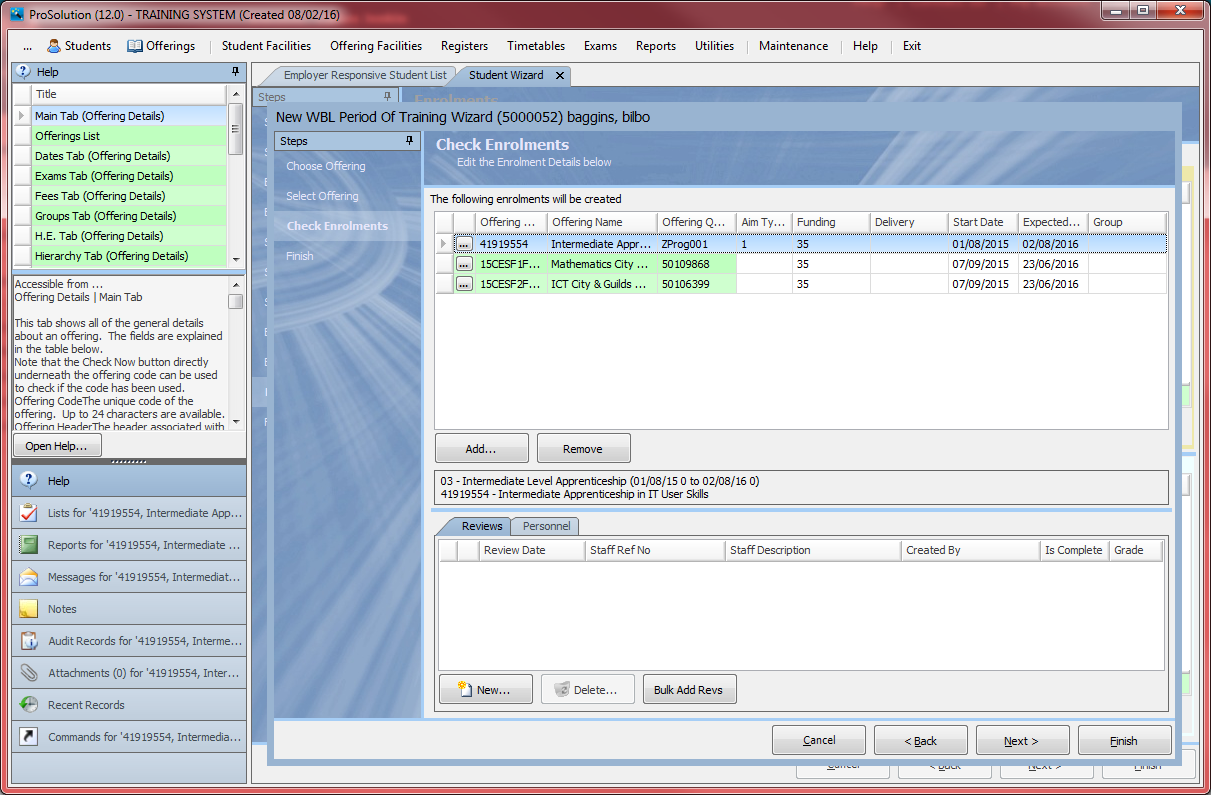 ProSolution (12.0) - TRAINING SYSTEM (Created 08/02/16)
... Students Offerings Student Facilities Offering Facilities Registers Timetables Exams Reports Utilities Maintenance Help Exit
Help
Title
Main Tab (Offering Details)
Offerings List
Dates Tab (Offering Details)
Exams Tab (Offering Details)
Fees Tab (Offering Details)
Groups Tab (Offering Details)
H.E. Tab (Offering Details)
Hierarchy Tab (Offering Details)
Accessible from ...
Offering Details | Main Tab
This tab shows all of the general details
about an offering. The fields are explained
in the table below.
Note that the Check Now button directly
underneath the offering code can be used
to check if the code has been used.
Offering CodeThe unique code of the
offering. Up to 24 characters are available.
Offering HeaderThe header associated with
Open Help...
Help
Lists for '41919554, Intermediate App...
Reports for '41919554, Intermediate ...
Messages for '41919554, Intermediat...
Notes
Audit Records for '41919554, Interme...
Attachments (0) for '41919554, Inter...
Recent Records
Commands for '41919554, Intermedia...
Employer Responsive Student List Student Wizard
Steps
Enrolments
New WBL Period Of Training Wizard (5000052) baggins, bilbo
Steps
Choose Offering
Select Offering
Check Enrolments
Finish
Check Enrolments
Edit the Enrolment Details below
The following enrolments will be created
Offering ... Offering Name Offering Q... Aim Ty... Funding Delivery Start Date Expected... Group
... 41919554 Intermediate Appr... ZProg001 1 35 01/08/2015 02/08/2016
... 15CESF1F... Mathematics City ... 50109868 35 07/09/2015 23/06/2016
... 15CESF2F... ICT City & Guilds ... 50106399 35 07/09/2015 23/06/2016
Add... Remove
03 - Intermediate Level Apprenticeship (01/08/15 0 to 02/08/16 0)
41919554 - Intermediate Apprenticeship in IT User Skills
Reviews Personnel
Review Date Staff Ref No Staff Description Created By Is Complete Grade
New... Delete... Bulk Add Revs
Cancel < Back Next > Finish
Cancel < Back Next > Finish